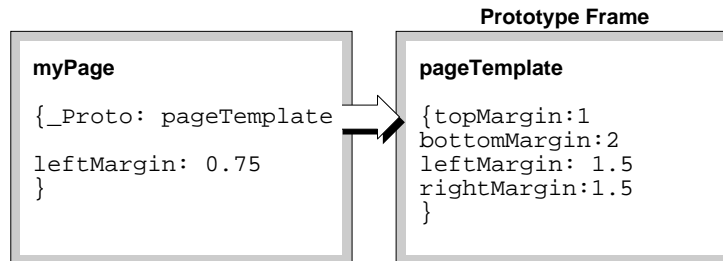 Prototype Frame
myPage
{_Proto: pageTemplate
leftMargin: 0.75
}
pageTemplate
{topMargin:1
bottomMargin:2
leftMargin: 1.5
rightMargin:1.5
}